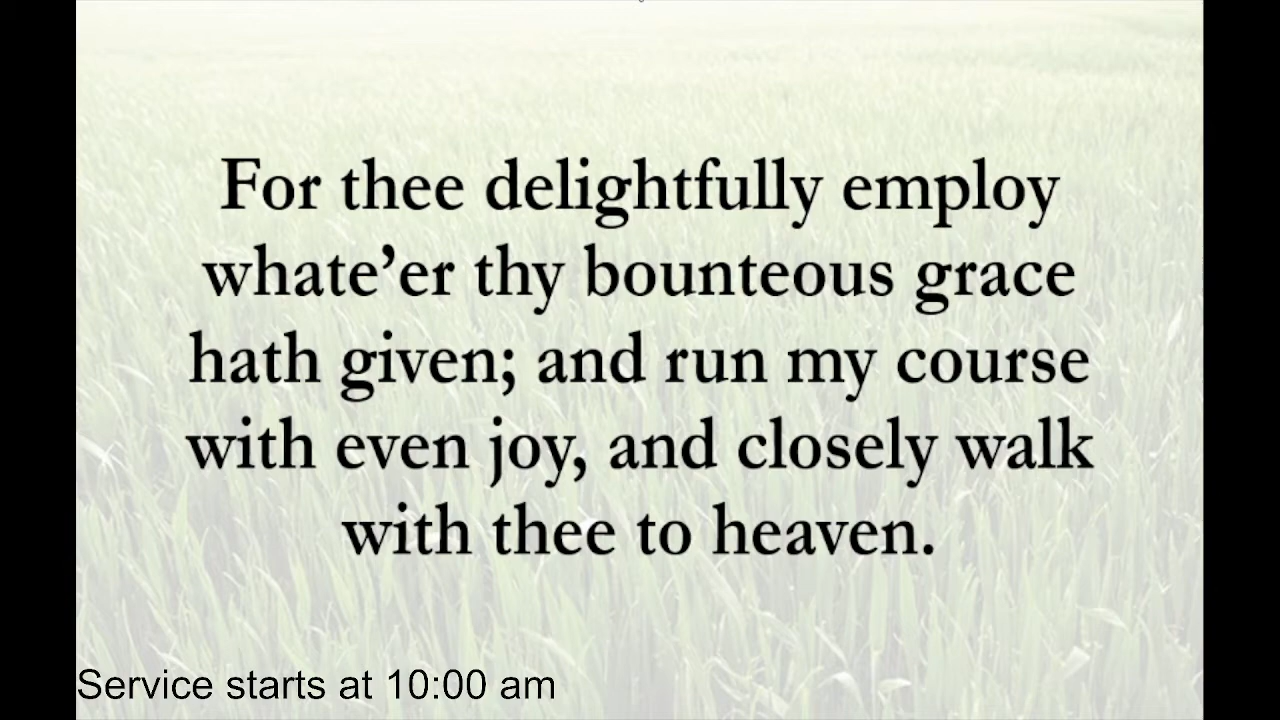 For thee delightfully employ
whate’er thy bounteous grace
hath given; and run my course
with even joy, and closely walk
with thee to heaven.
Service starts at 10:00 am